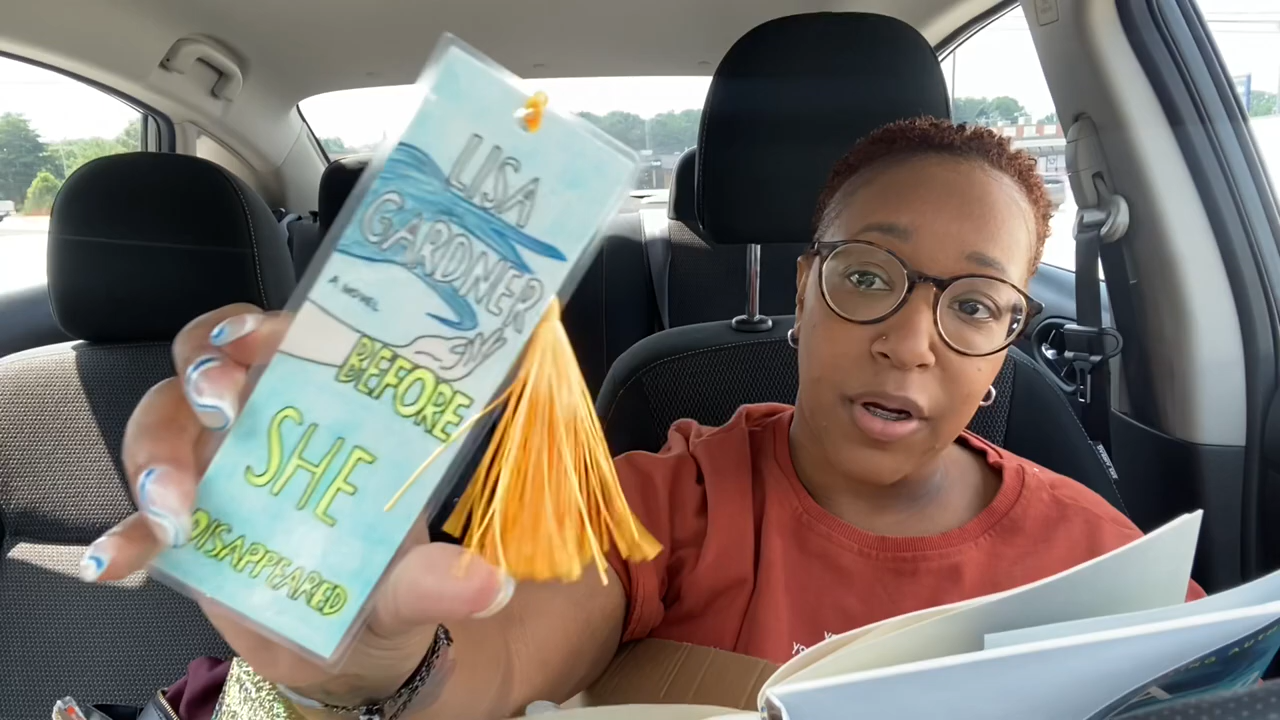 LISA
GARDNER
A NOVEL
BEFORE
SHE
DISAPPEARED